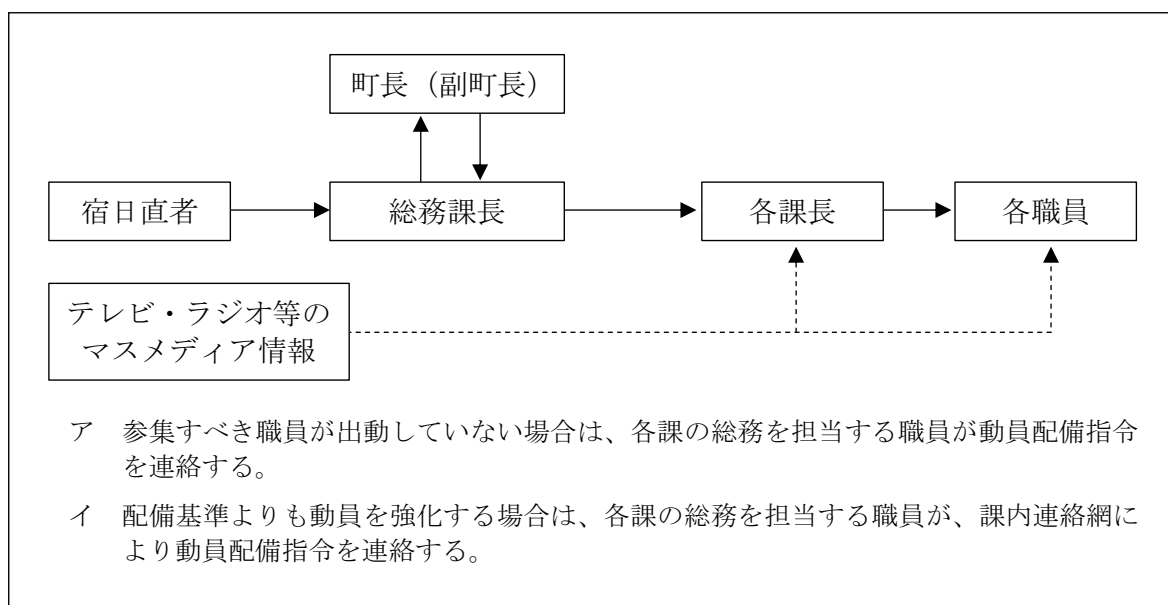 町長（副町長）
宿日直者
総務課長
各課長
各職員
テレビ・ラジオ等の
マスメディア情報
ア　参集すべき職員が出動していない場合は、各課の総務を担当する職員が動員配備指令
を連絡する。
イ　配備基準よりも動員を強化する場合は、各課の総務を担当する職員が、課内連絡網に
より動員配備指令を連絡する。